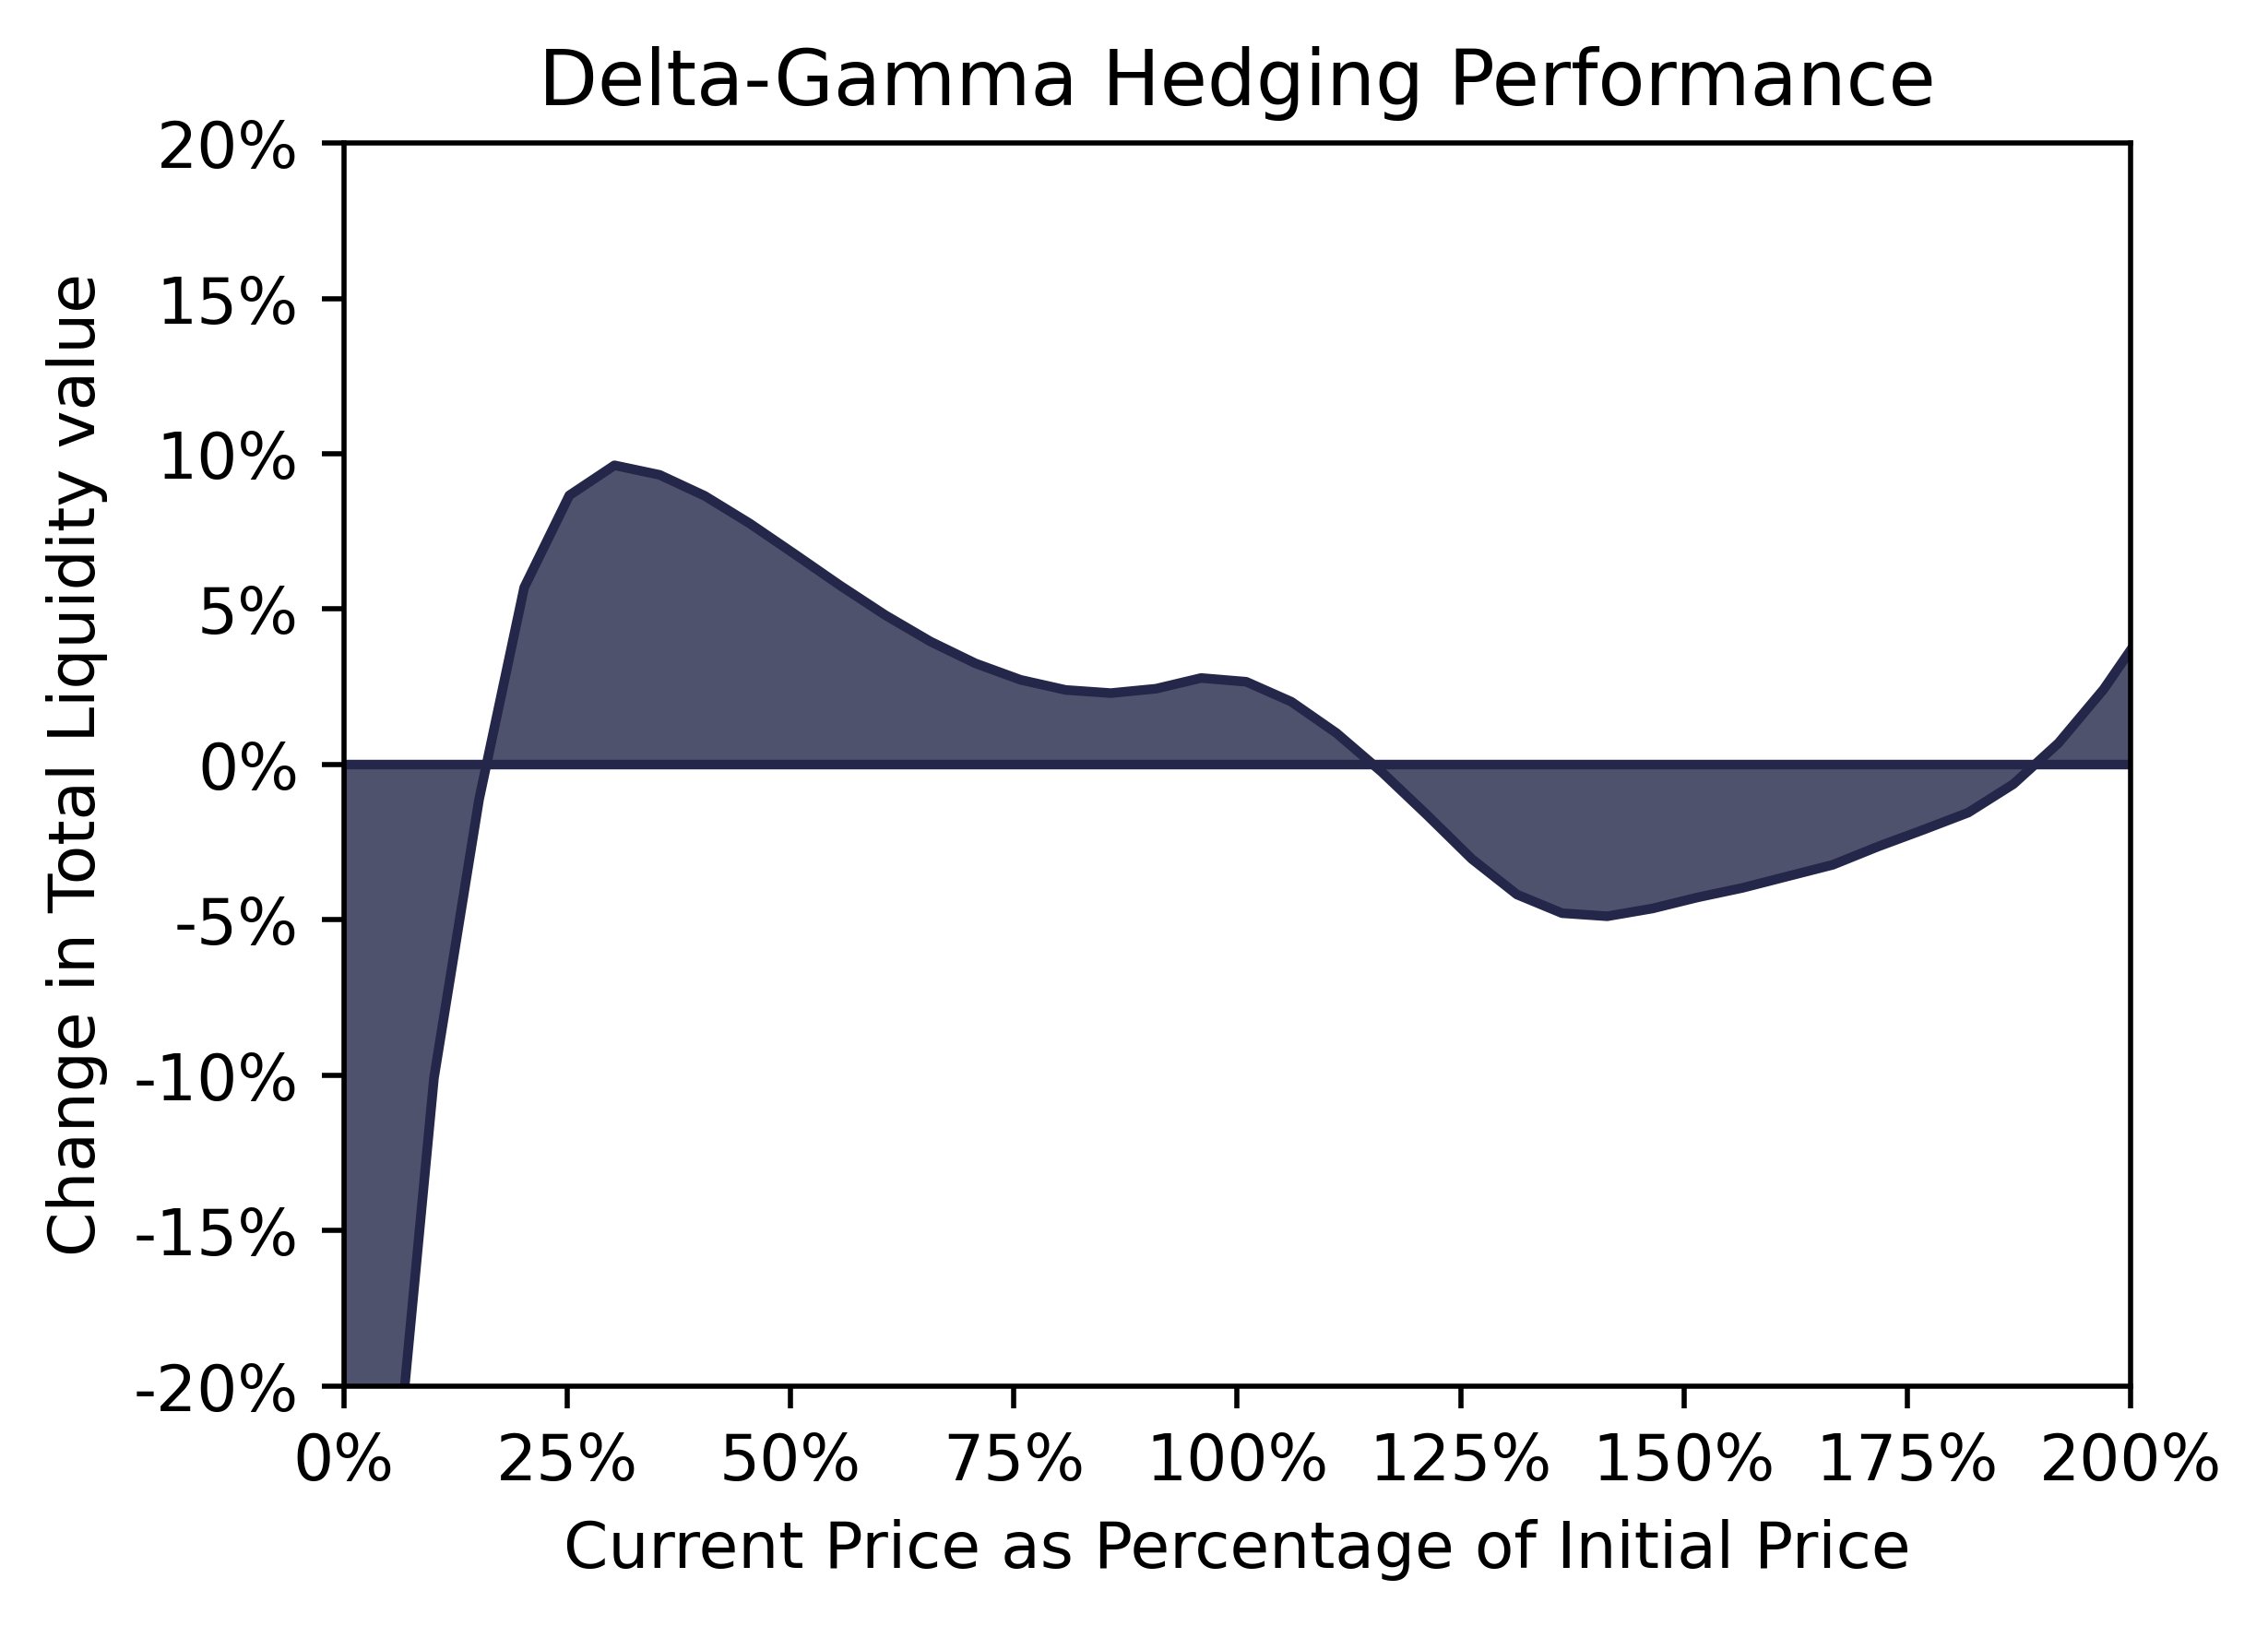 Delta-Gamma Hedging Performance
Change in Total Liquidity value
20%
15%
10%
5%
0%
-5%
-10%
-15%
-20%
0% 25% 50% 75% 100% 125% 150% 175% 200%
Current Price as Percentage of Initial Price